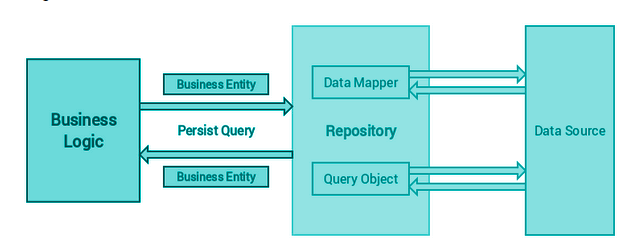 Business
Logic
Business Entity
Persist Query
Business Entity
Data Mapper
Repository
Query Object
Data Source